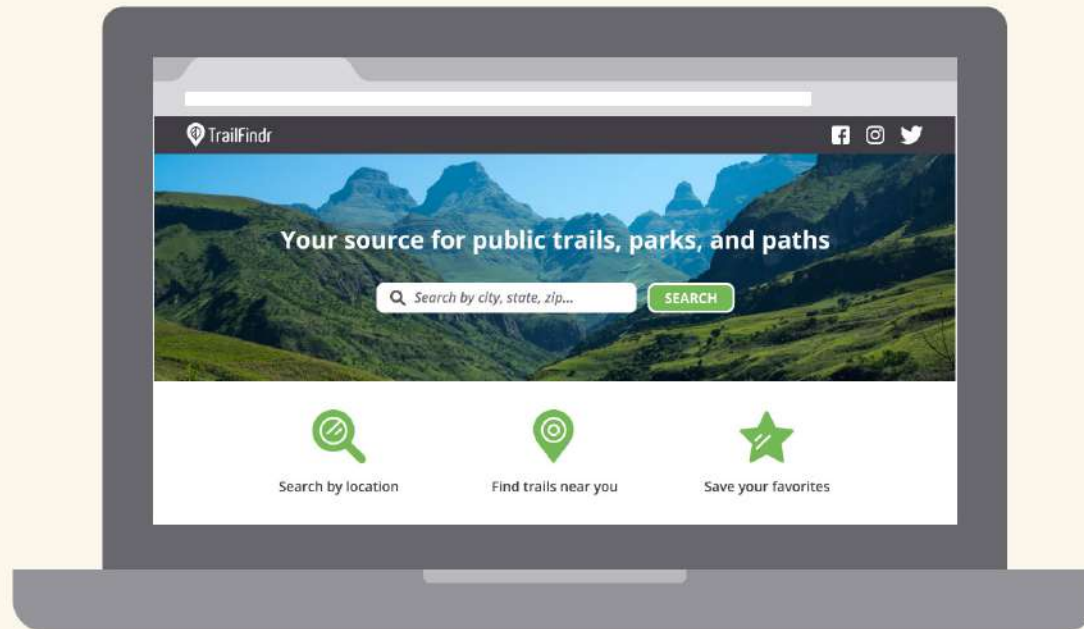 TrailFindr
Your source for public trails, parks, and paths
Search by city, state, zip...
SEARCH
Search by location
Find trails near you
Save your favorites